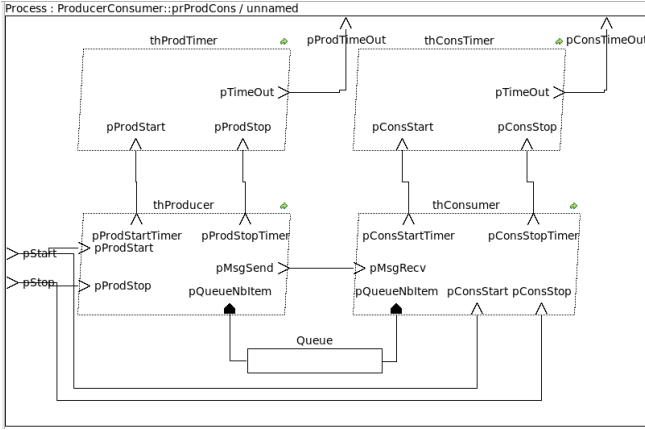 Process : ProducerConsumer::prProdCons / unnamed
thProdTimer
pProdTimeOut
thConsTimer
pConsTimeOut
pTimeOut
pTimeOut
pProdStart
pProdStop
pConsStart
pConsStop
thProducer
thConsumer
pProdStartTimer
pProdStopTimer
pConsStartTimer
pConsStopTimer
pStart
pProdStart
pMsgSend
pMsgRecv
pStop
pProdStop
pQueueNbItem
pQueueNbItem
pConsStart
pConsStop
Queue